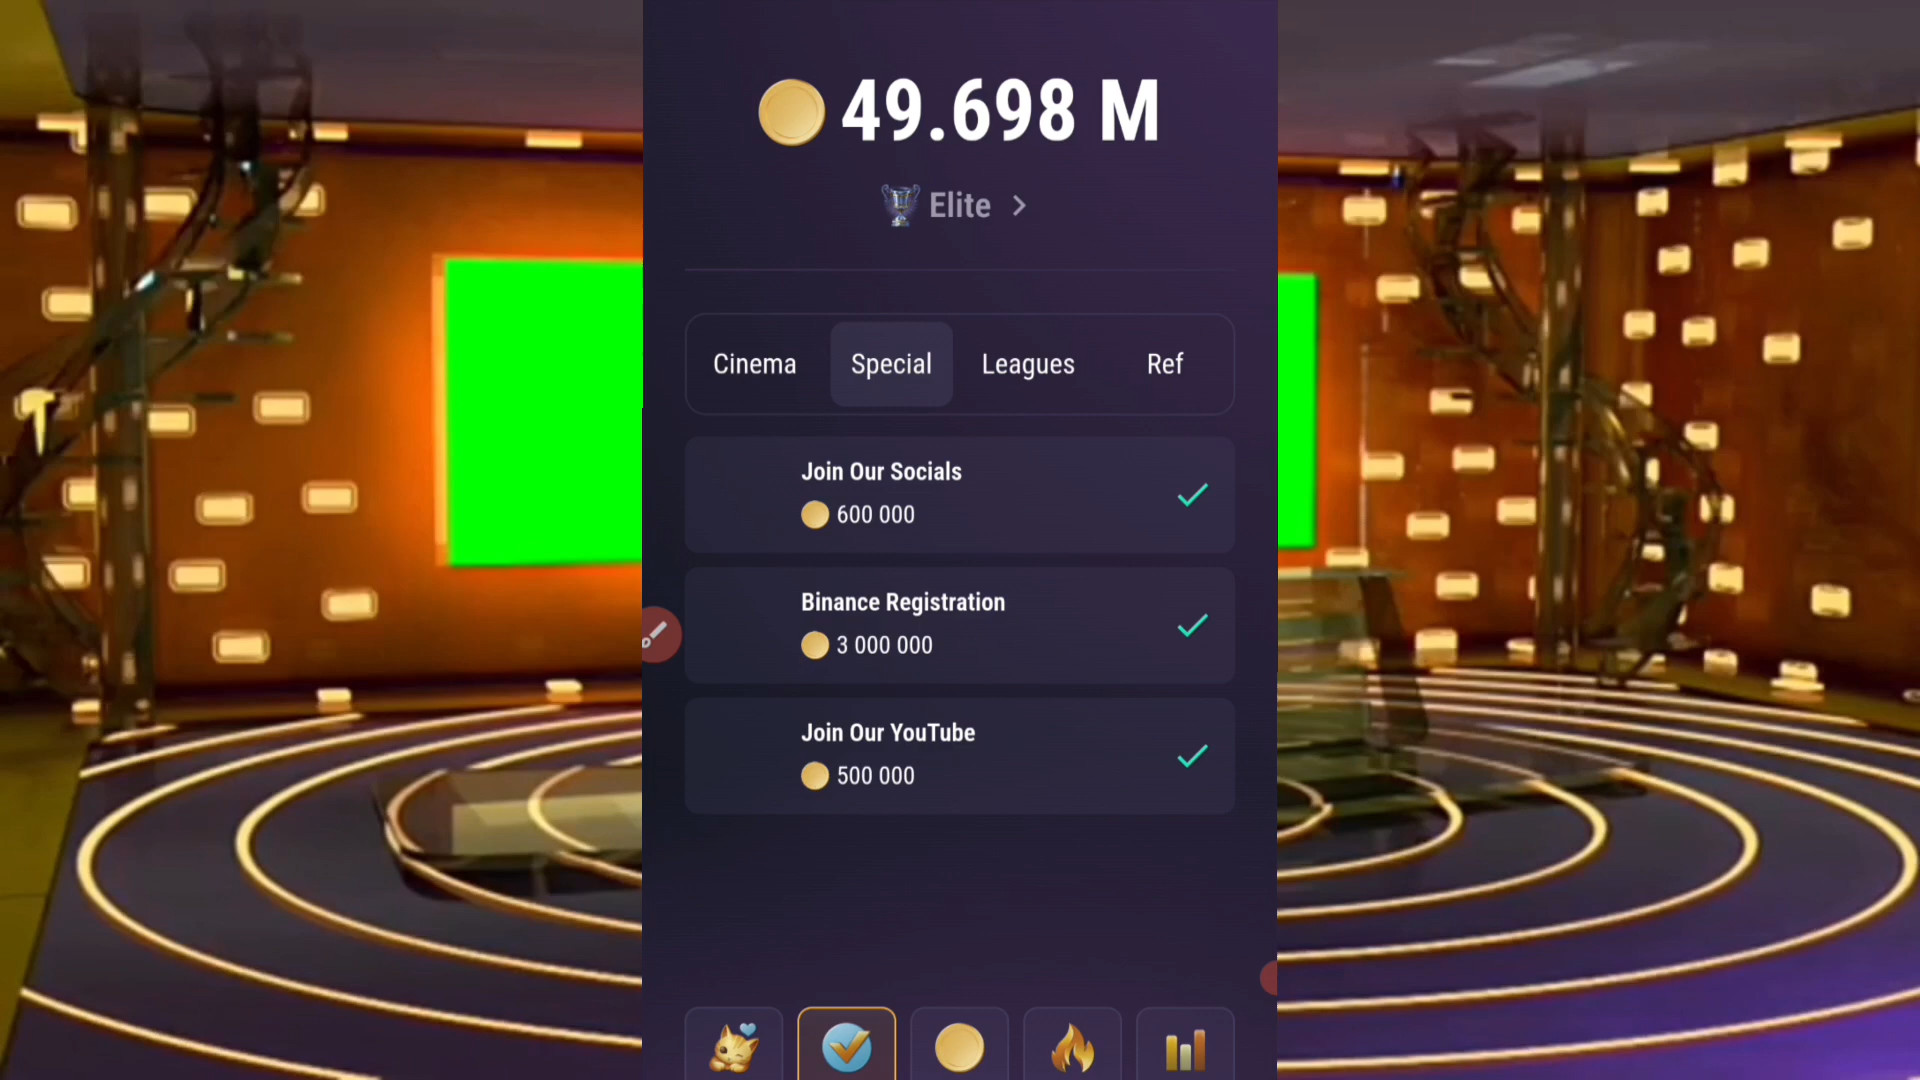 49.698 M
Elite
Cinema Special Leagues Ref
Join Our Socials
600 000
Binance Registration
3 000 000
Join Our YouTube
500 000